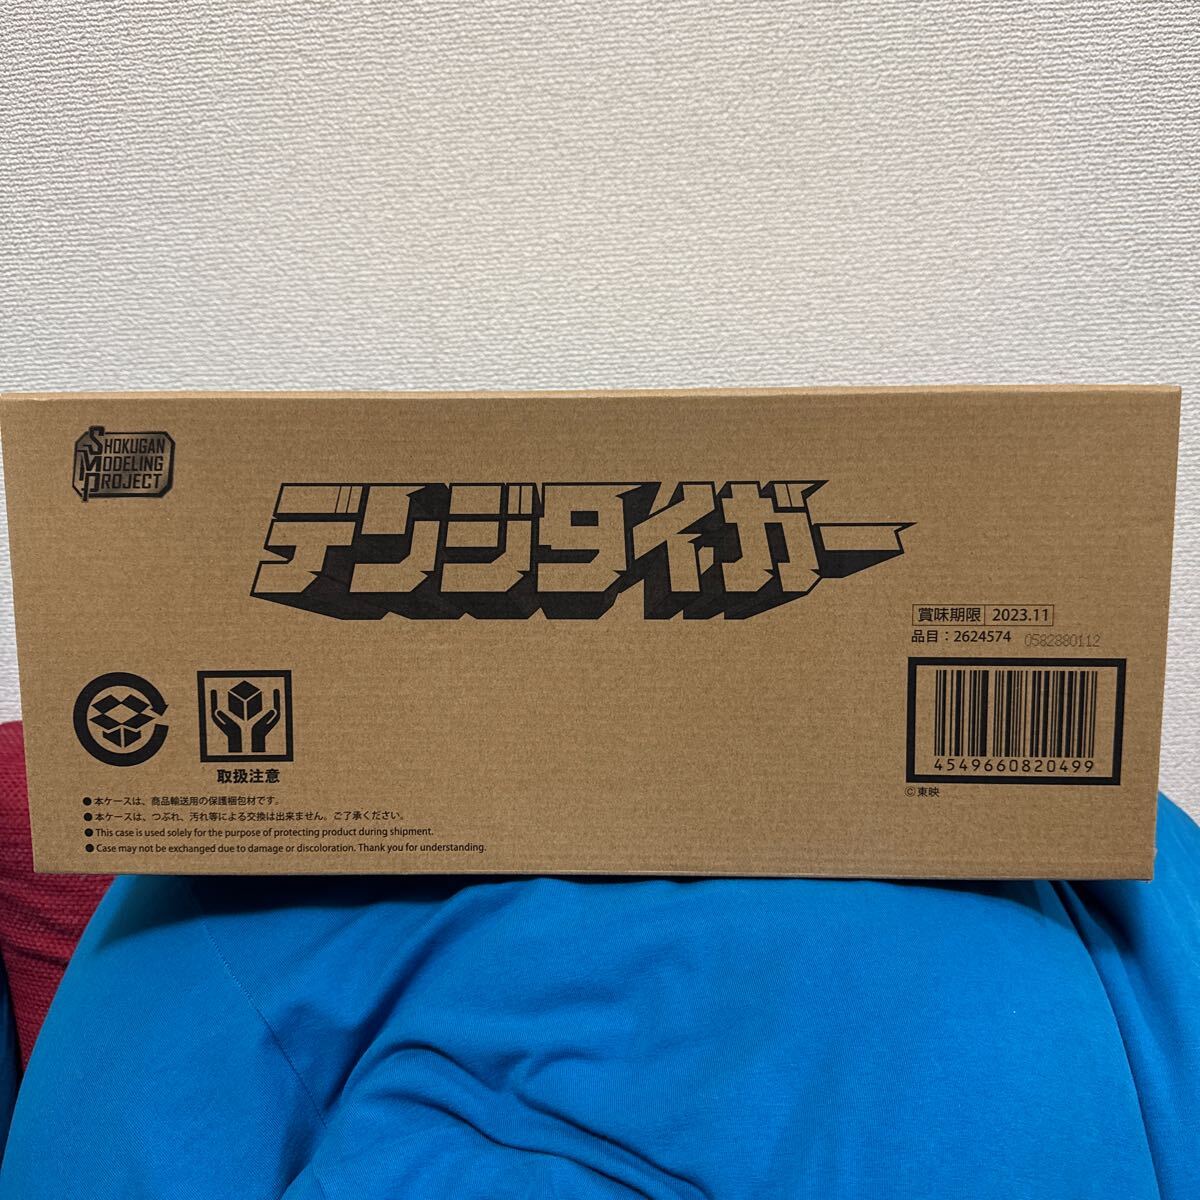 SHOKUGAN
MODELING
PROJECT
デンジタイガー
賞味期限 2023.11
品目：2624574 0582880112
4549660820499
©東映
取扱注意
●本ケースは、商品輸送用の保護梱包材です。
●本ケースは、つぶれ、汚れ等による交換は出来ません。ご了承ください。
●This case is used solely for the purpose of protecting product during shipment.
●Case may not be exchanged due to damage or discoloration. Thank you for understanding.